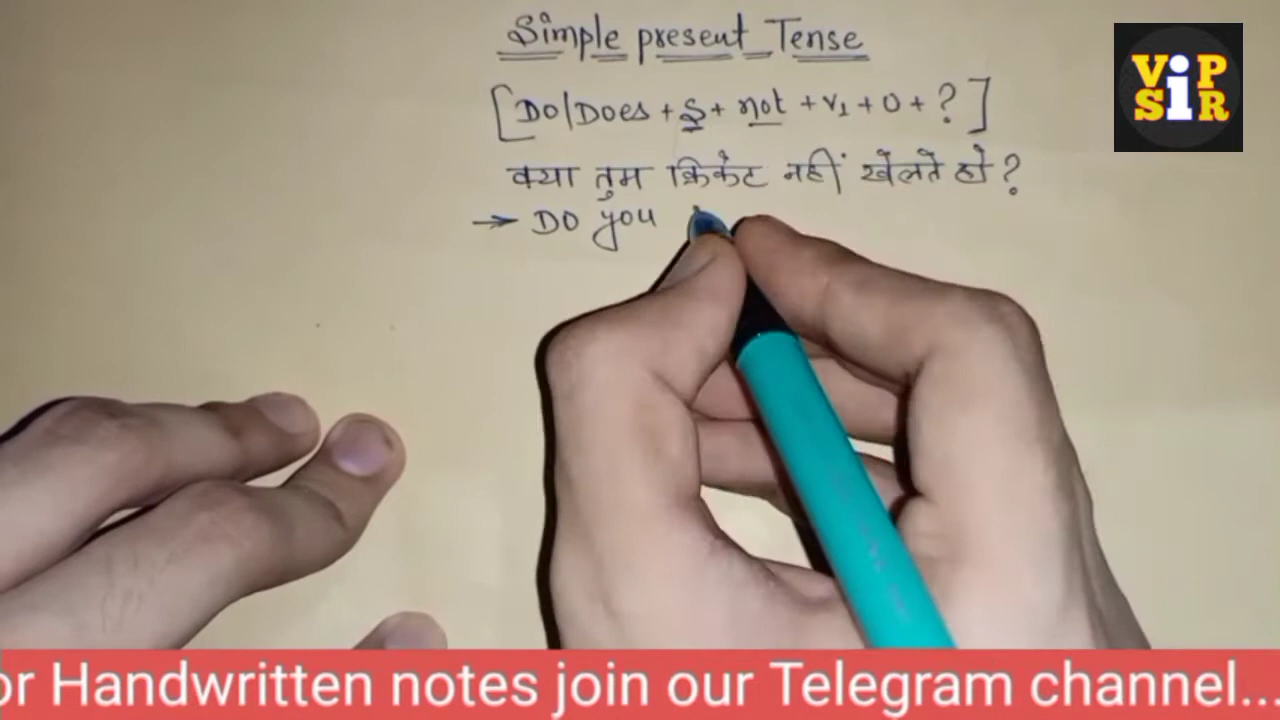 Simple present Tense
[Do/Does + S + not + V1 + O + ?]
क्या तुम क्रिकेट नहीं खेलते हो?
→ Do you
ViP
SiR
or Handwritten notes join our Telegram channel...